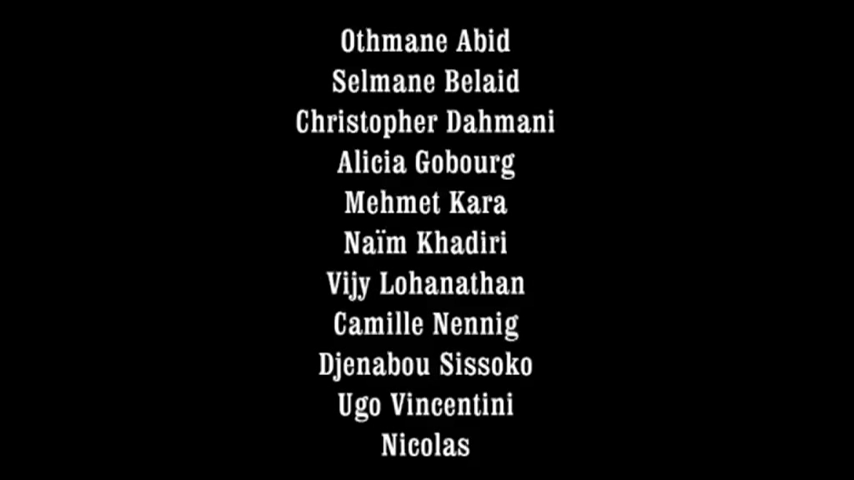 Othmane Abid
Selmane Belaid
Christopher Dahmani
Alicia Gobourg
Mehmet Kara
Naïm Khadiri
Vijy Lohanathan
Camille Nennig
Djenabou Sissoko
Ugo Vincentini
Nicolas